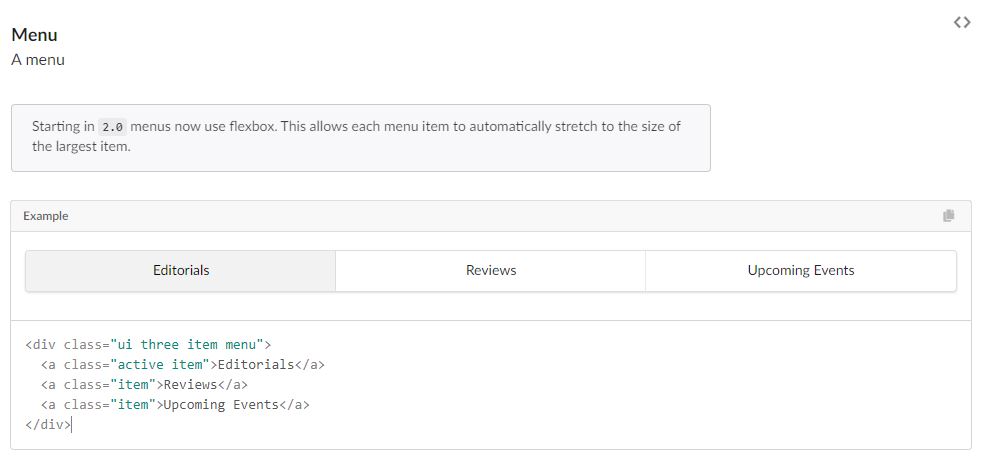 Menu
A menu
Starting in 2.0 menus now use flexbox. This allows each menu item to automatically stretch to the size of
the largest item.
Example
Editorials Reviews Upcoming Events
<div class="ui three item menu">
  <a class="active item">Editorials</a>
  <a class="item">Reviews</a>
  <a class="item">Upcoming Events</a>
</div>